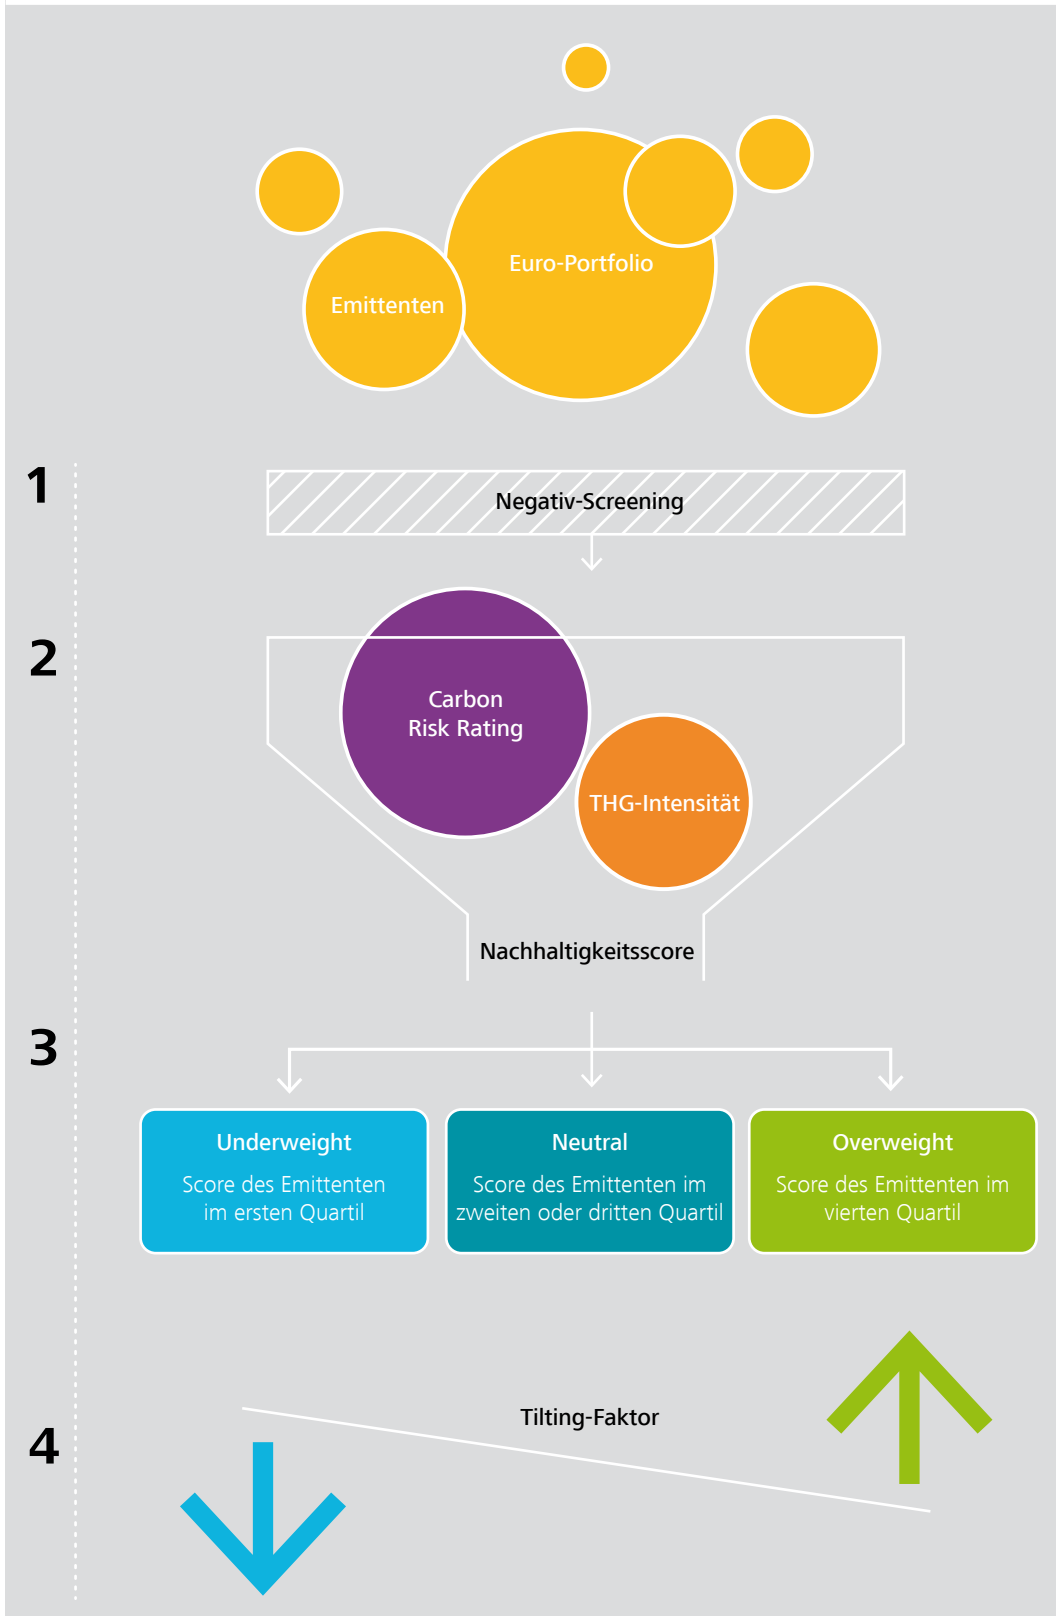 Euro-Portfolio
Emittenten
1
Negativ-Screening
2
Carbon
Risk Rating
THG-Intensität
Nachhaltigkeitsscore
3
Underweight
Score des Emittenten
im ersten Quartil
Neutral
Score des Emittenten im
zweiten oder dritten Quartil
Overweight
Score des Emittenten im
vierten Quartil
4
Tilting-Faktor